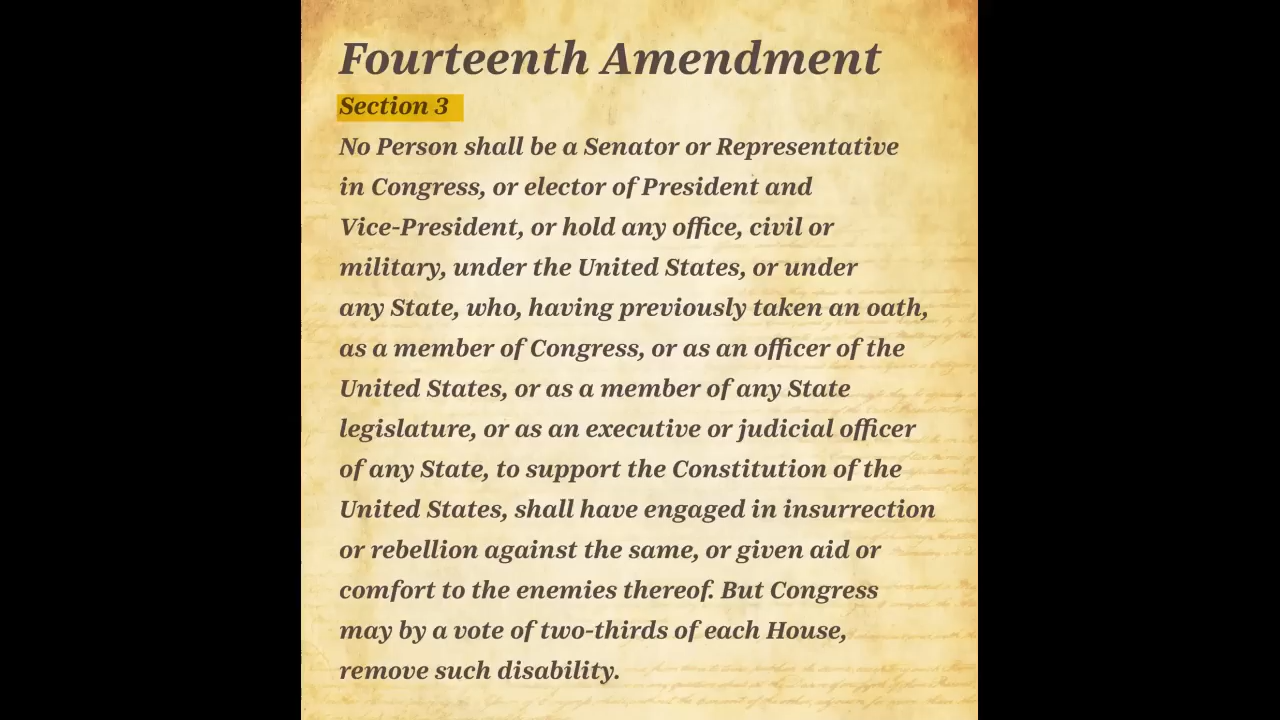 Fourteenth Amendment
Section 3
No Person shall be a Senator or Representative
in Congress, or elector of President and
Vice-President, or hold any office, civil or
military, under the United States, or under
any State, who, having previously taken an oath,
as a member of Congress, or as an officer of the
United States, or as a member of any State
legislature, or as an executive or judicial officer
of any State, to support the Constitution of the
United States, shall have engaged in insurrection
or rebellion against the same, or given aid or
comfort to the enemies thereof. But Congress
may by a vote of two-thirds of each House,
remove such disability.